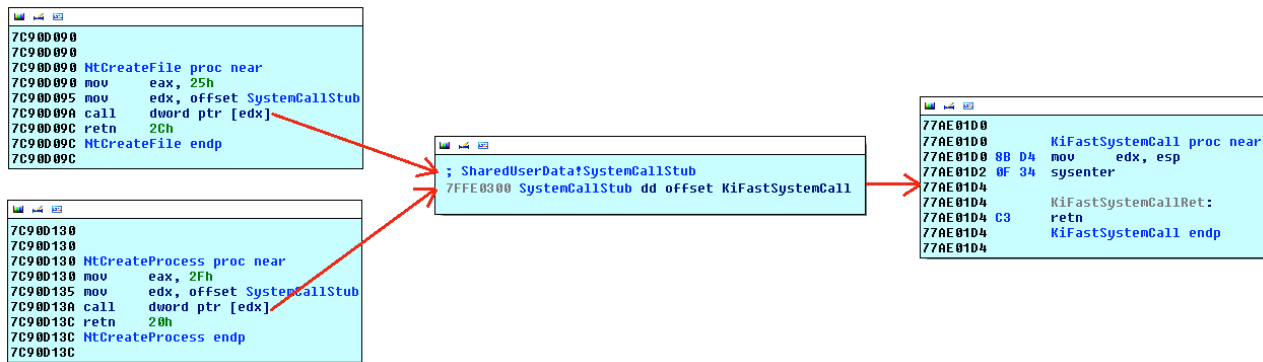 7C90D090
7C90D090
7C90D090 NtCreateFile proc near
7C90D090 mov eax, 25h
7C90D095 mov edx, offset SystemCallStub
7C90D09A call dword ptr [edx]
7C90D09C retn 2Ch
7C90D09C NtCreateFile endp
7C90D09C
7C90D130
7C90D130
7C90D130 NtCreateProcess proc near
7C90D130 mov eax, 2Fh
7C90D135 mov edx, offset SystemCallStub
7C90D13A call dword ptr [edx]
7C90D13C retn 20h
7C90D13C NtCreateProcess endp
7C90D13C
; SharedUserData!SystemCallStub
7FFE0300 SystemCallStub dd offset KiFastSystemCall
77AE01D0
77AE01D0 KiFastSystemCall proc near
77AE01D0 8B D4 mov edx, esp
77AE01D2 0F 34 sysenter
77AE01D4
77AE01D4 KiFastSystemCallRet:
77AE01D4 C3 retn
77AE01D4 KiFastSystemCall endp
77AE01D4